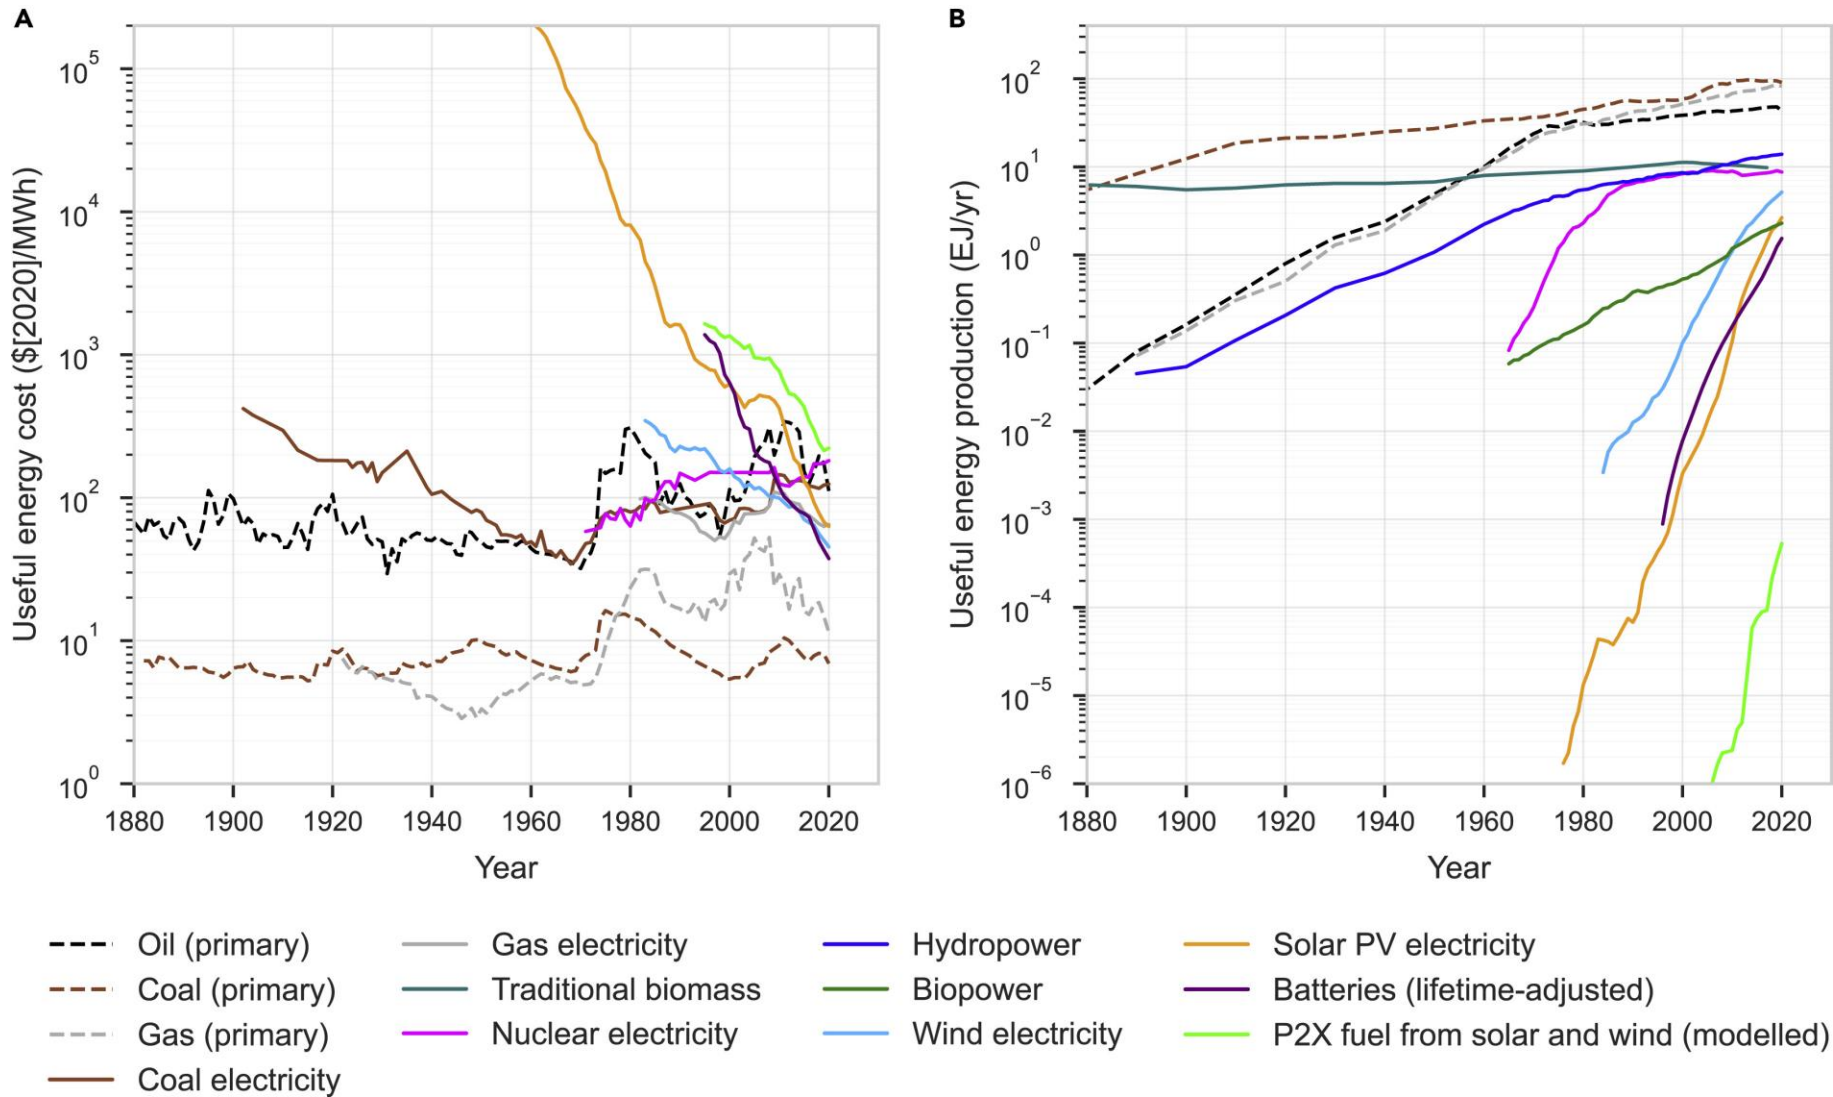 A
B
Useful energy cost ($[2020]/MWh)
10^5
10^4
10^3
10^2
10^1
10^0
1880 1900 1920 1940 1960 1980 2000 2020
Year
Useful energy production (EJ/yr)
10^2
10^1
10^0
10^−1
10^−2
10^−3
10^−4
10^−5
10^−6
1880 1900 1920 1940 1960 1980 2000 2020
Year
Oil (primary)
Coal (primary)
Gas (primary)
Coal electricity
Gas electricity
Traditional biomass
Nuclear electricity
Hydropower
Biopower
Wind electricity
Solar PV electricity
Batteries (lifetime-adjusted)
P2X fuel from solar and wind (modelled)